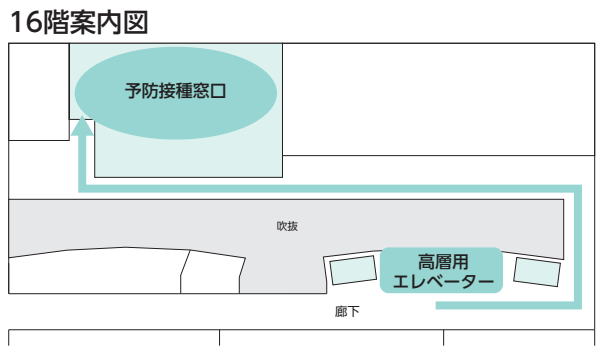 16階案内図
予防接種窓口
吹抜
高層用
エレベーター
廊下